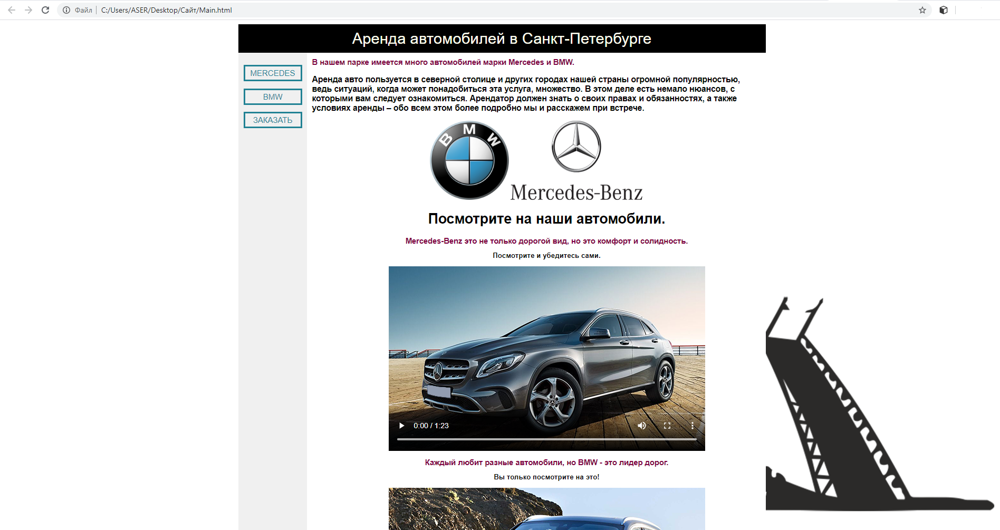 Файл
C:/Users/ASER/Desktop/Сайт/Main.html
Аренда автомобилей в Санкт-Петербурге
MERCEDES
BMW
ЗАКАЗАТЬ
В нашем парке имеется много автомобилей марки Mercedes и BMW.
Аренда авто пользуется в северной столице и других городах нашей страны огромной популярностью,
ведь ситуаций, когда может понадобиться эта услуга, множество. В этом деле есть немало нюансов, с
которыми вам следует ознакомиться. Арендатор должен знать о своих правах и обязанностях, а также
условиях аренды – обо всем этом более подробно мы и расскажем при встрече.
BMW
Mercedes-Benz
Посмотрите на наши автомобили.
Mercedes-Benz это не только дорогой вид, но это комфорт и солидность.
Посмотрите и убедитесь сами.
0:00 / 1:23
Каждый любит разные автомобили, но BMW - это лидер дорог.
Вы только посмотрите на это!